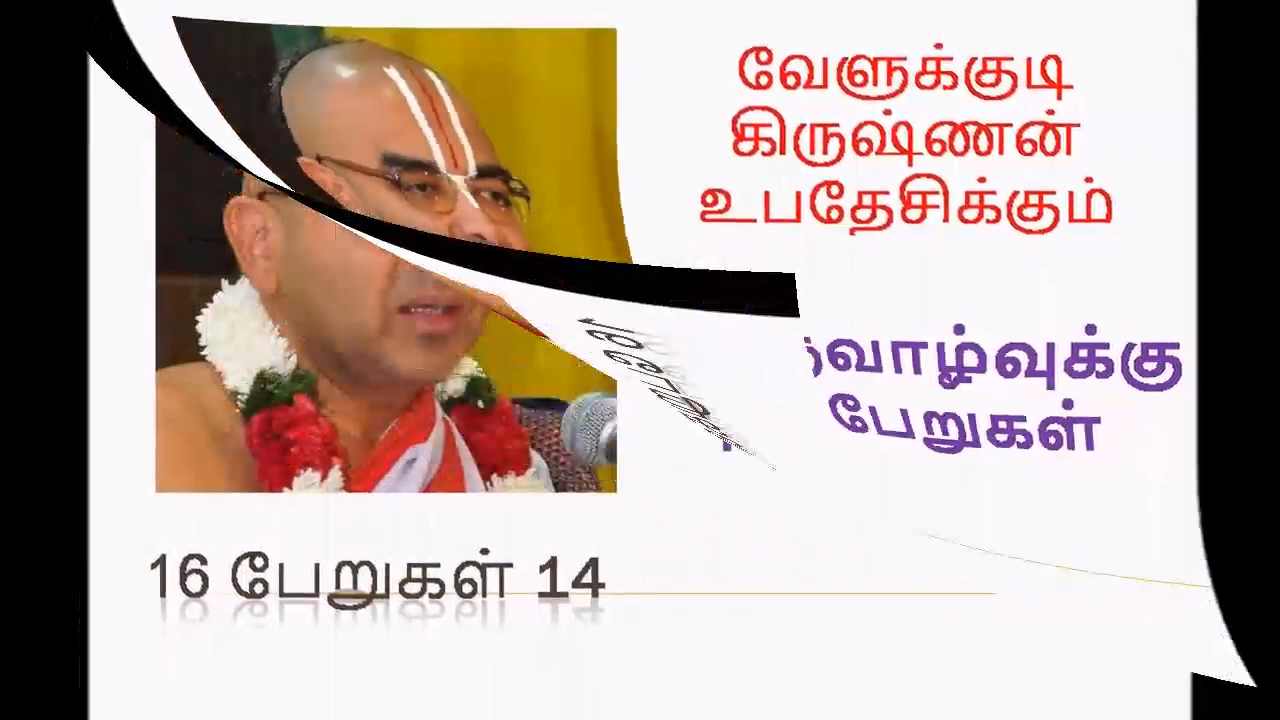 வேளுக்குடி
கிருஷ்ணன்
உபதேசிக்கும்
பேறுகள்
16 பேறுகள் 14